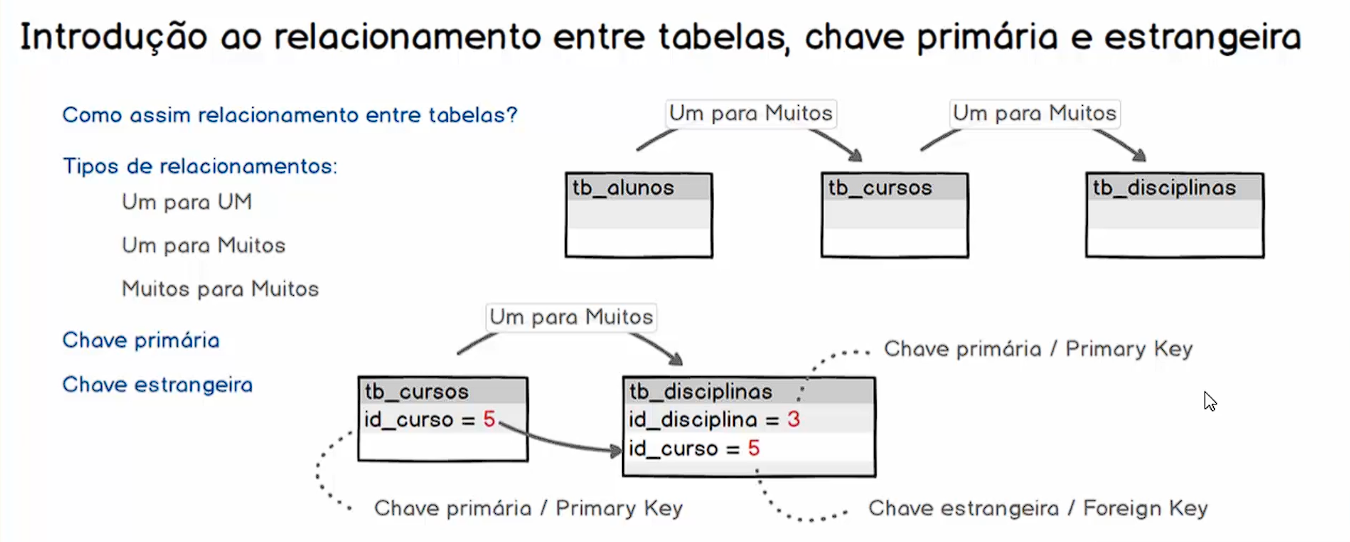 Introdução ao relacionamento entre tabelas, chave primária e estrangeira
Como assim relacionamento entre tabelas?
Tipos de relacionamentos:
Um para UM
Um para Muitos
Muitos para Muitos
Chave primária
Chave estrangeira
Um para Muitos
Um para Muitos
tb_alunos
tb_cursos
tb_disciplinas
Um para Muitos
tb_cursos
id_curso = 5
tb_disciplinas
id_disciplina = 3
id_curso = 5
Chave primária / Primary Key
Chave primária / Primary Key
Chave estrangeira / Foreign Key